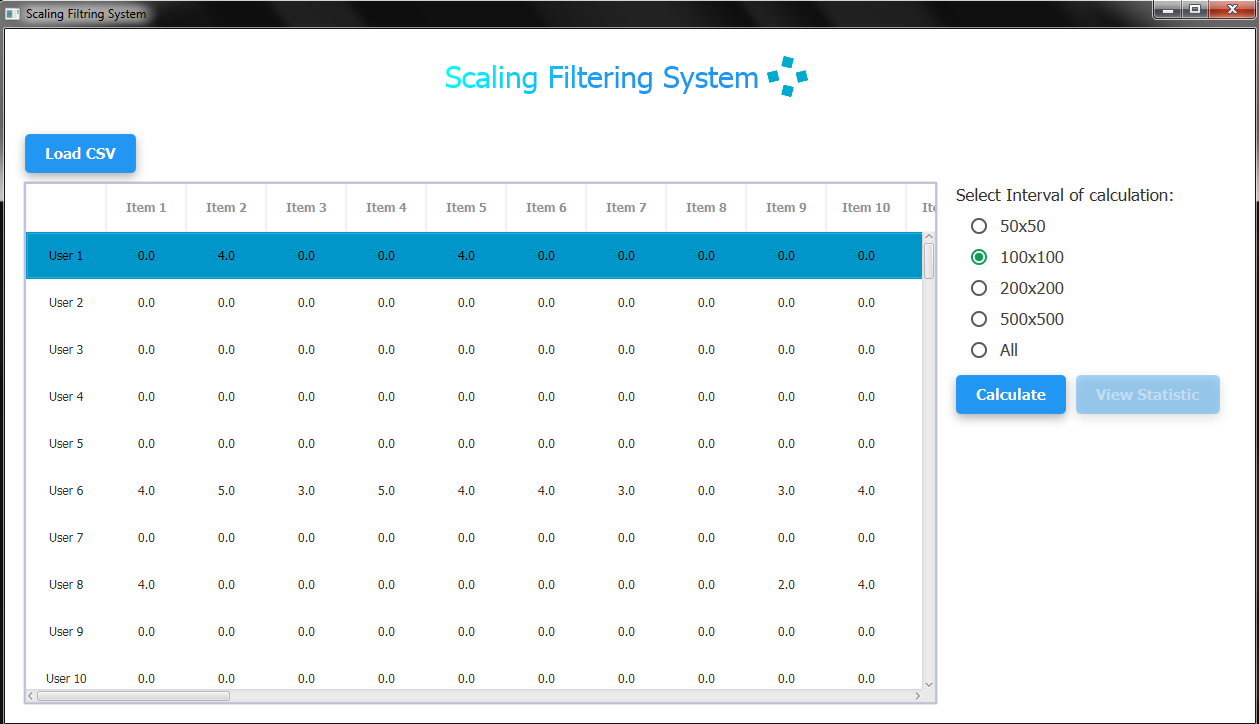 Scaling Filtring System
Scaling Filtering System
Load CSV
Item 1 Item 2 Item 3 Item 4 Item 5 Item 6 Item 7 Item 8 Item 9 Item 10 Ite
User 1 0.0 4.0 0.0 0.0 4.0 0.0 0.0 0.0 0.0 0.0
User 2 0.0 0.0 0.0 0.0 0.0 0.0 0.0 0.0 0.0 0.0
User 3 0.0 0.0 0.0 0.0 0.0 0.0 0.0 0.0 0.0 0.0
User 4 0.0 0.0 0.0 0.0 0.0 0.0 0.0 0.0 0.0 0.0
User 5 0.0 0.0 0.0 0.0 0.0 0.0 0.0 0.0 0.0 0.0
User 6 4.0 5.0 3.0 5.0 4.0 4.0 3.0 0.0 3.0 4.0
User 7 0.0 0.0 0.0 0.0 0.0 0.0 0.0 0.0 0.0 0.0
User 8 4.0 0.0 0.0 0.0 0.0 0.0 0.0 0.0 2.0 4.0
User 9 0.0 0.0 0.0 0.0 0.0 0.0 0.0 0.0 0.0 0.0
User 10 0.0 0.0 0.0 0.0 0.0 0.0 0.0 0.0 0.0 0.0
Select Interval of calculation:
50x50
100x100
200x200
500x500
All
Calculate View Statistic